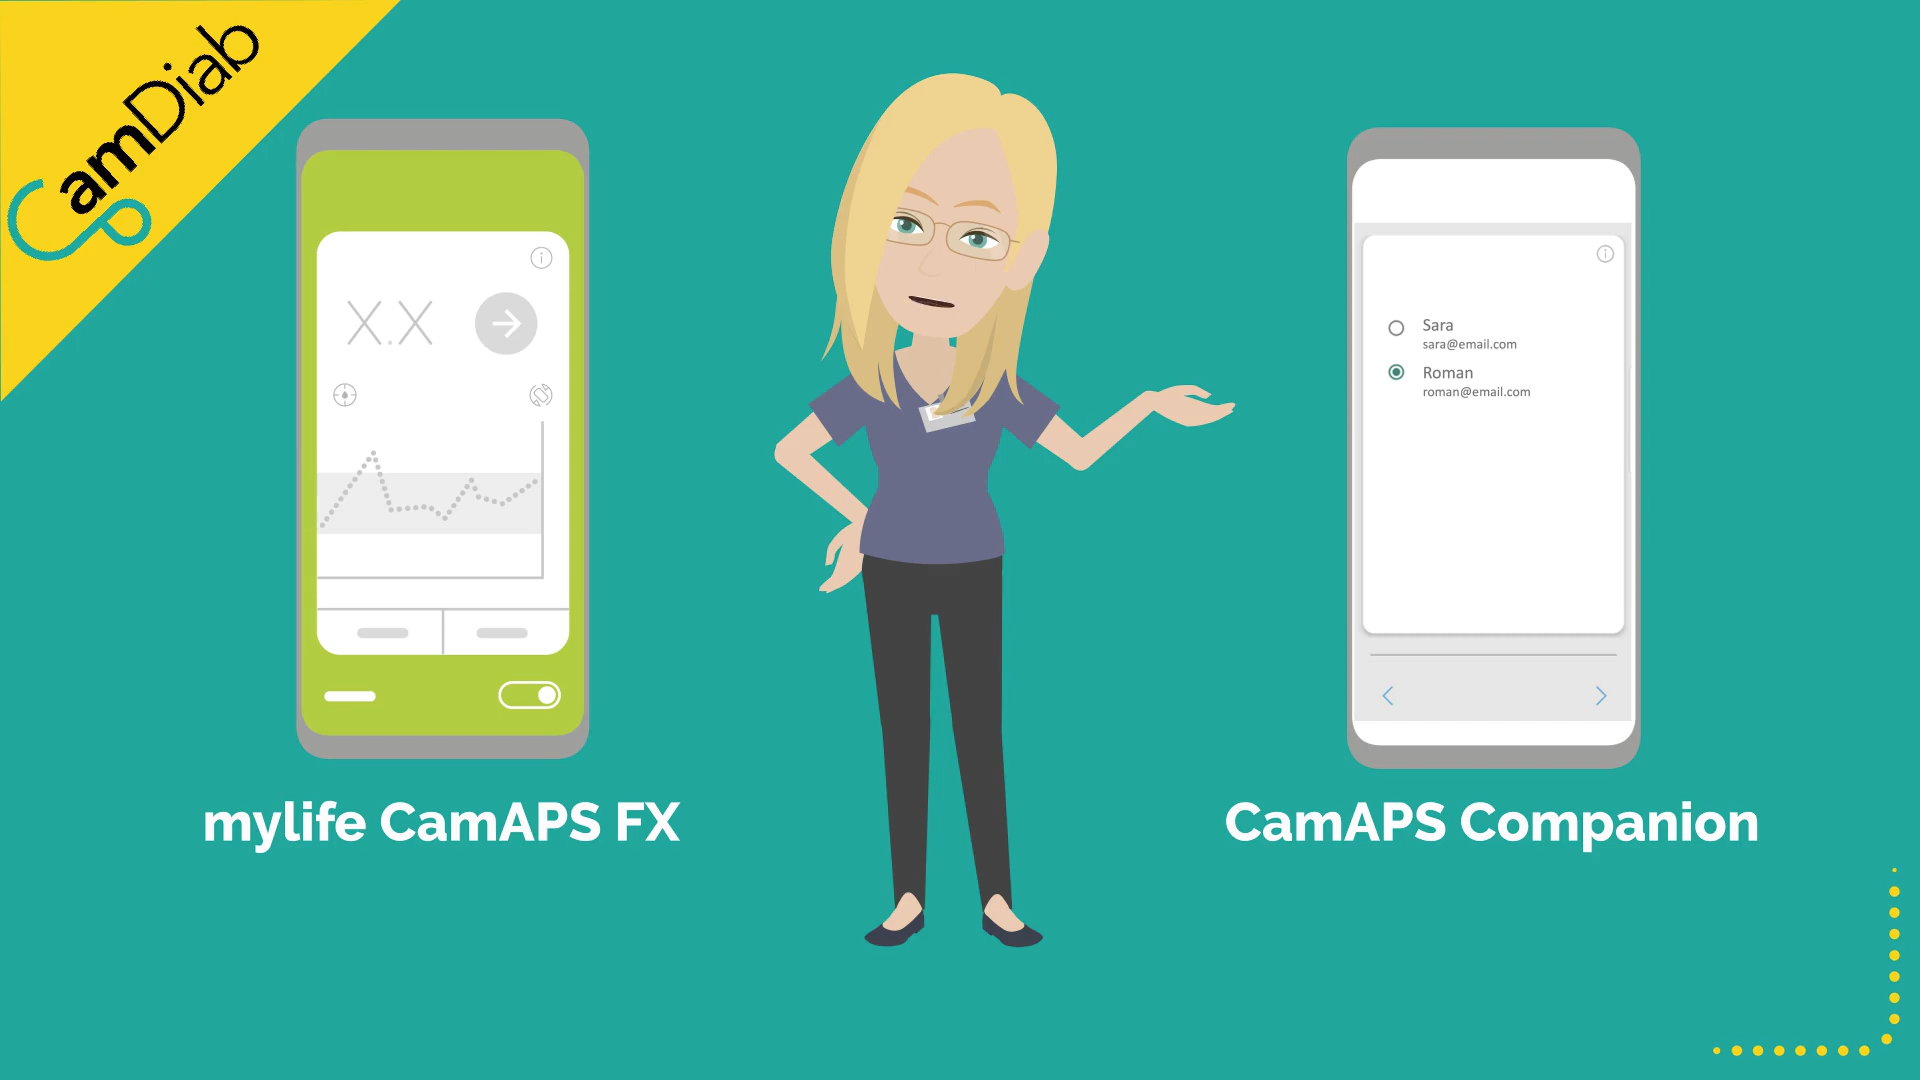 CamDiab
X.X
mylife CamAPS FX
Sara
sara@email.com
Roman
roman@email.com
CamAPS Companion